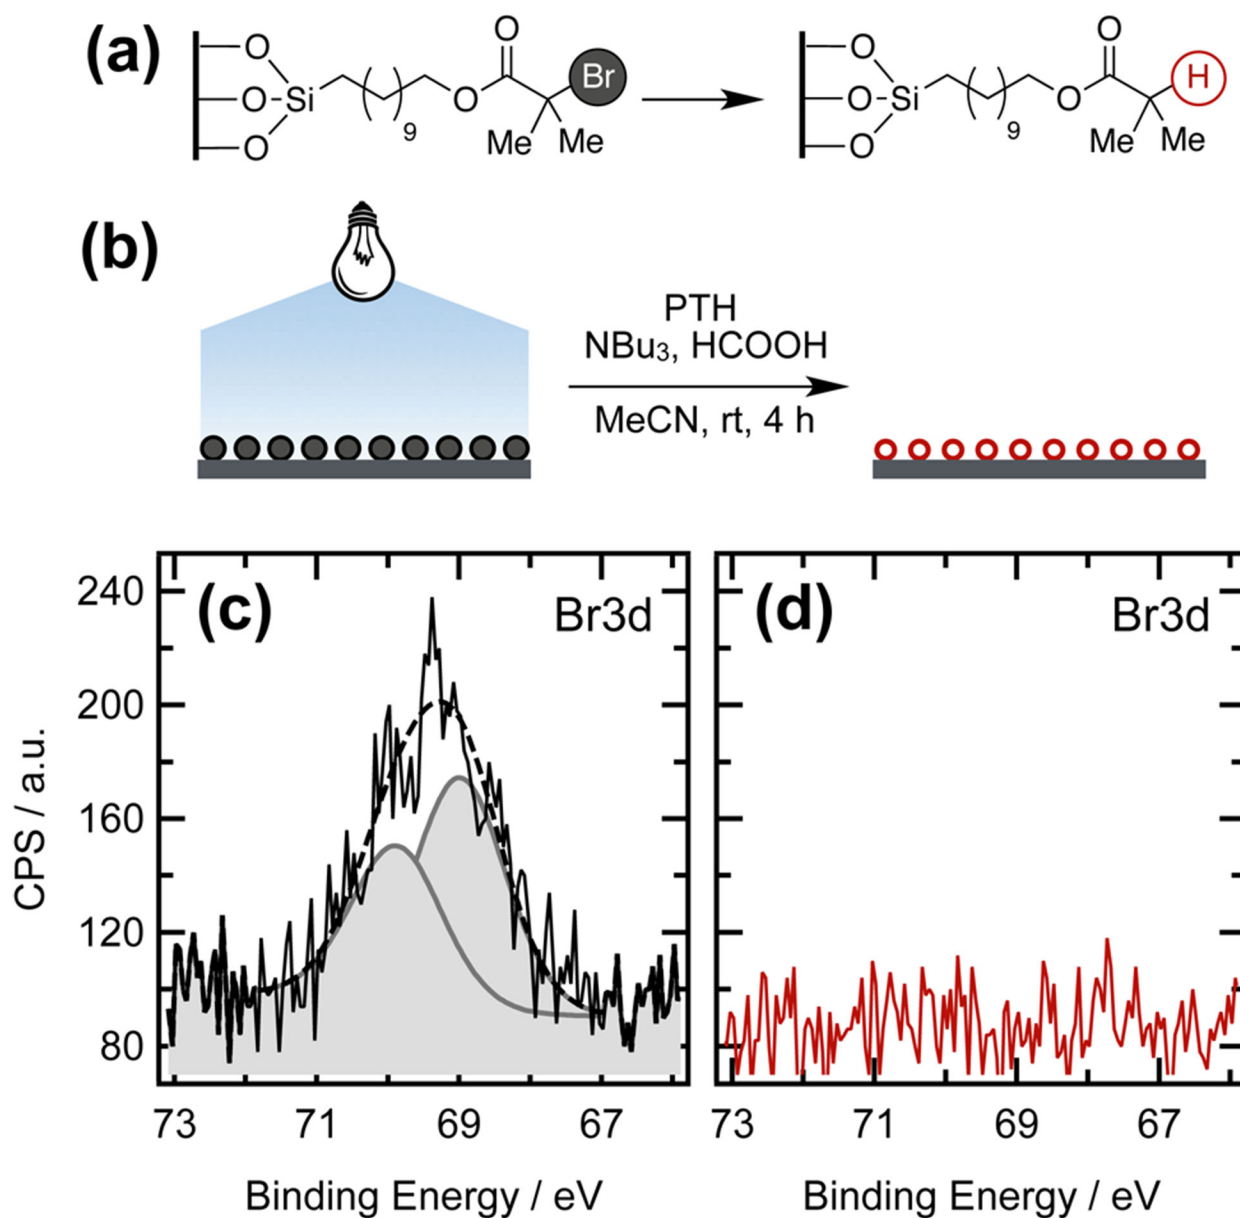 (a)
O O Si O 9 O O Br Me Me
O O Si O 9 O O H Me Me
(b)
PTH
NBu₃, HCOOH
MeCN, rt, 4 h
(c) Br3d
240
200
160
120
80
CPS / a.u.
73 71 69 67
Binding Energy / eV
(d) Br3d
73 71 69 67
Binding Energy / eV